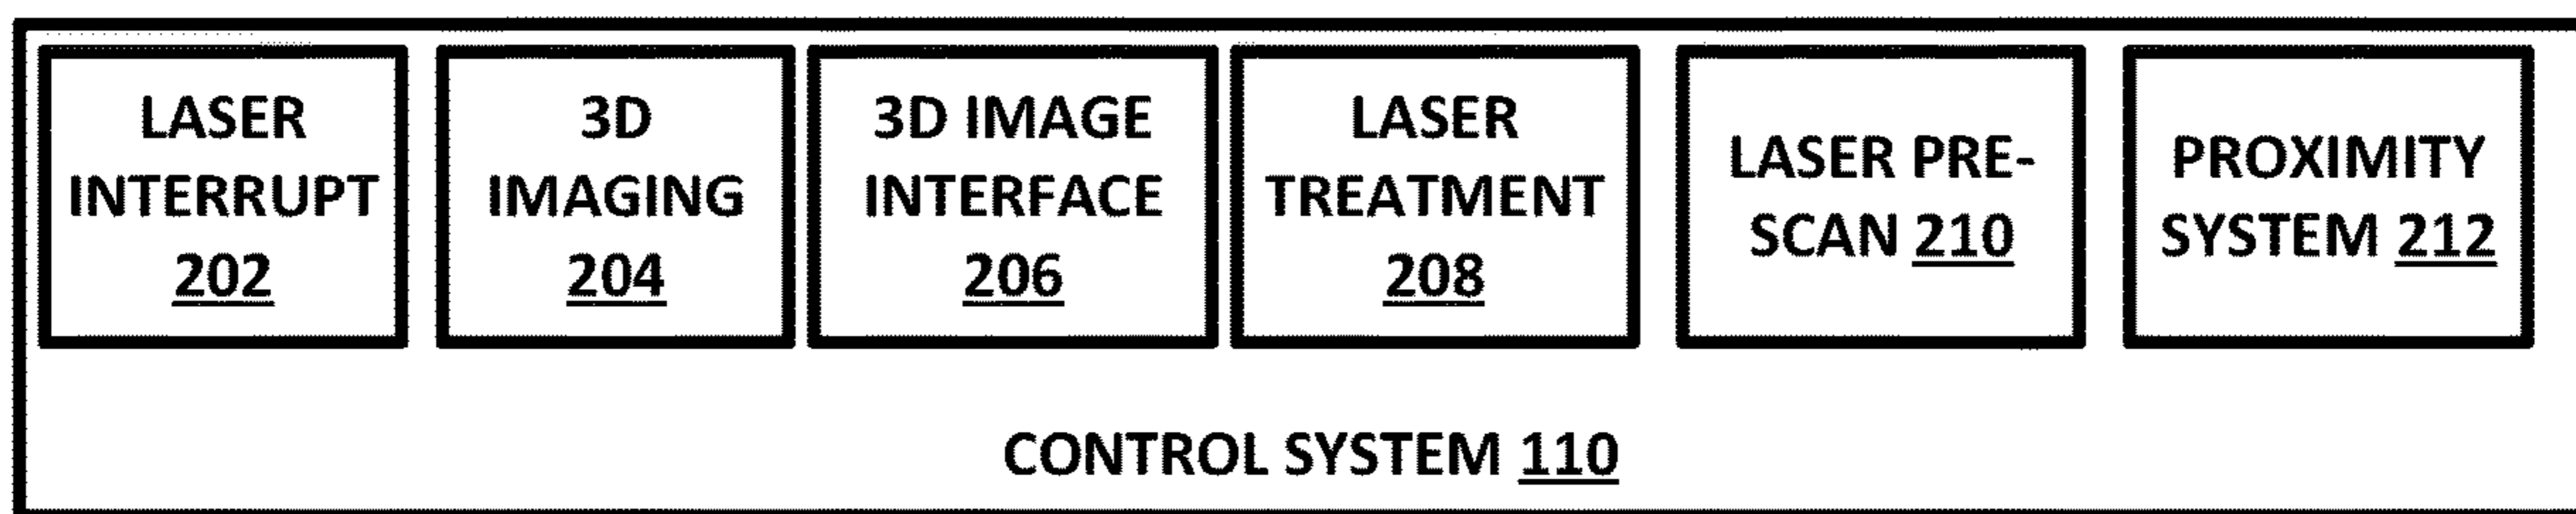 LASER
INTERRUPT
202
3D
IMAGING
204
3D IMAGE
INTERFACE
206
LASER
TREATMENT
208
LASER PRE-
SCAN 210
PROXIMITY
SYSTEM 212
CONTROL SYSTEM 110